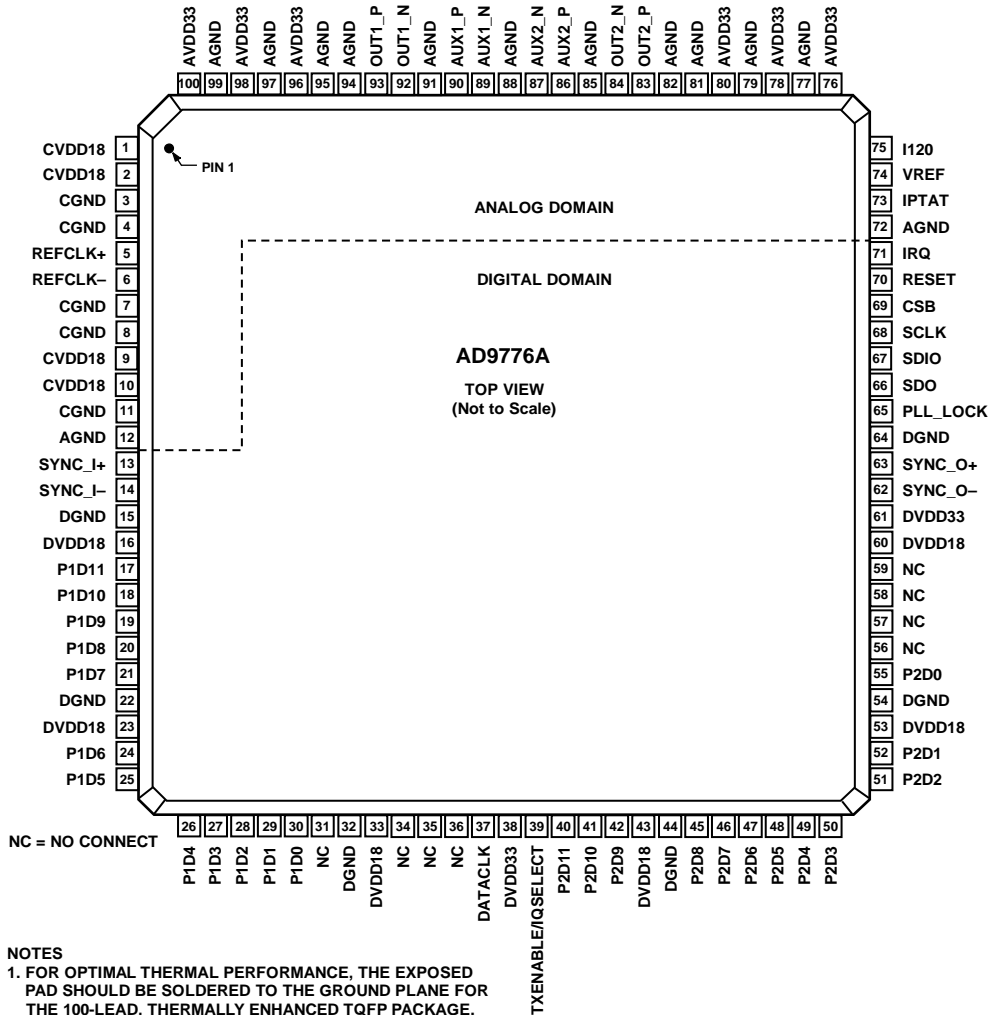 AVDD33
AGND
AVDD33
AGND
AVDD33
AGND
AGND
OUT1_P
OUT1_N
AGND
AUX1_P
AUX1_N
AGND
AUX2_N
AUX2_P
AGND
OUT2_N
OUT2_P
AGND
AGND
AVDD33
AGND
AVDD33
AGND
AVDD33
100 99 98 97 96 95 94 93 92 91 90 89 88 87 86 85 84 83 82 81 80 79 78 77 76
CVDD18 1
CVDD18 2
CGND 3
CGND 4
REFCLK+ 5
REFCLK– 6
CGND 7
CGND 8
CVDD18 9
CVDD18 10
CGND 11
AGND 12
SYNC_I+ 13
SYNC_I– 14
DGND 15
DVDD18 16
P1D11 17
P1D10 18
P1D9 19
P1D8 20
P1D7 21
DGND 22
DVDD18 23
P1D6 24
P1D5 25
PIN 1
ANALOG DOMAIN
DIGITAL DOMAIN
AD9776A
TOP VIEW
(Not to Scale)
75 I120
74 VREF
73 IPTAT
72 AGND
71 IRQ
70 RESET
69 CSB
68 SCLK
67 SDIO
66 SDO
65 PLL_LOCK
64 DGND
63 SYNC_O+
62 SYNC_O–
61 DVDD33
60 DVDD18
59 NC
58 NC
57 NC
56 NC
55 P2D0
54 DGND
53 DVDD18
52 P2D1
51 P2D2
26 27 28 29 30 31 32 33 34 35 36 37 38 39 40 41 42 43 44 45 46 47 48 49 50
P1D4
P1D3
P1D2
P1D1
P1D0
NC
DGND
DVDD18
NC
NC
NC
DATACLK
DVDD33
TXENABLE/IQSELECT
P2D11
P2D10
P2D9
DVDD18
DGND
P2D8
P2D7
P2D6
P2D5
P2D4
P2D3
NC = NO CONNECT
NOTES
1. FOR OPTIMAL THERMAL PERFORMANCE, THE EXPOSED
PAD SHOULD BE SOLDERED TO THE GROUND PLANE FOR
THE 100-LEAD, THERMALLY ENHANCED TQFP PACKAGE.